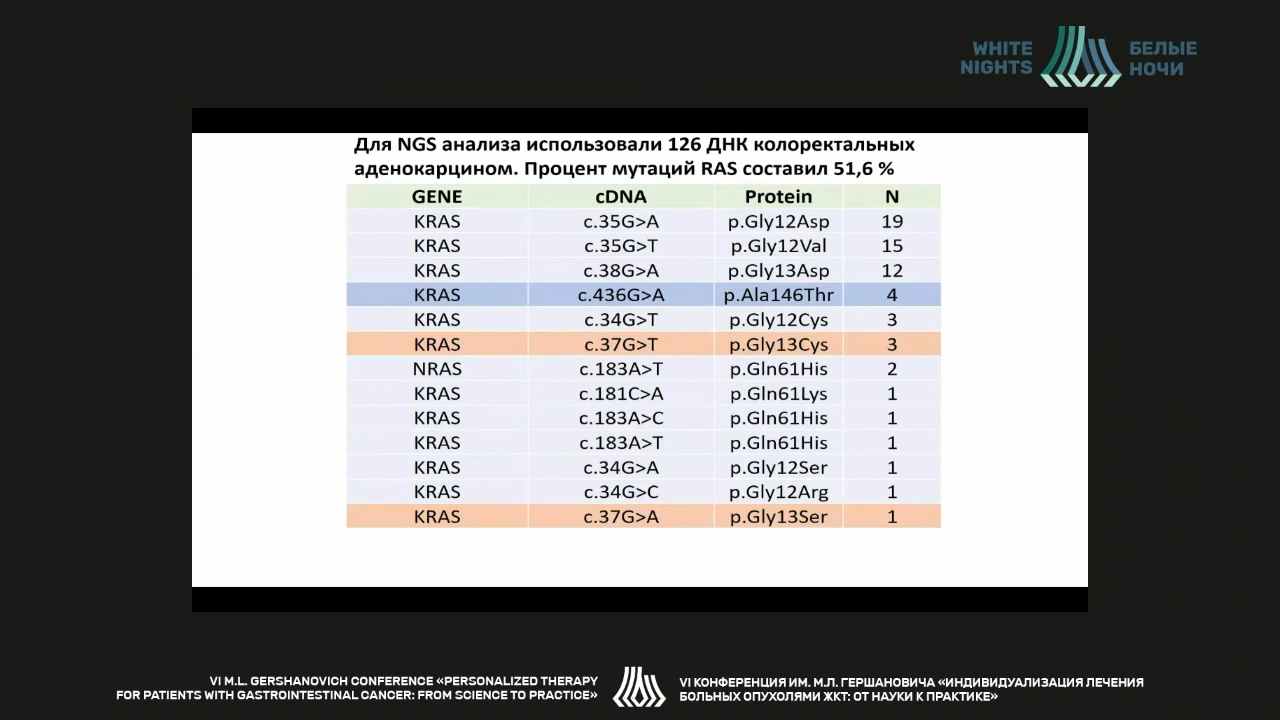 WHITE
NIGHTS
БЕЛЫЕ
НОЧИ
Для NGS анализа использовали 126 ДНК колоректальных
аденокарцином. Процент мутаций RAS составил 51,6 %
GENE cDNA Protein N
KRAS c.35G>A p.Gly12Asp 19
KRAS c.35G>T p.Gly12Val 15
KRAS c.38G>A p.Gly13Asp 12
KRAS c.436G>A p.Ala146Thr 4
KRAS c.34G>T p.Gly12Cys 3
KRAS c.37G>T p.Gly13Cys 3
NRAS c.183A>T p.Gln61His 2
KRAS c.181C>A p.Gln61Lys 1
KRAS c.183A>C p.Gln61His 1
KRAS c.183A>T p.Gln61His 1
KRAS c.34G>A p.Gly12Ser 1
KRAS c.34G>C p.Gly12Arg 1
KRAS c.37G>A p.Gly13Ser 1
VI M.L. GERSHANOVICH CONFERENCE «PERSONALIZED THERAPY
FOR PATIENTS WITH GASTROINTESTINAL CANCER: FROM SCIENCE TO PRACTICE»
VI КОНФЕРЕНЦИЯ ИМ. М.Л. ГЕРШАНОВИЧА «ИНДИВИДУАЛИЗАЦИЯ ЛЕЧЕНИЯ
БОЛЬНЫХ ОПУХОЛЯМИ ЖКТ: ОТ НАУКИ К ПРАКТИКЕ»